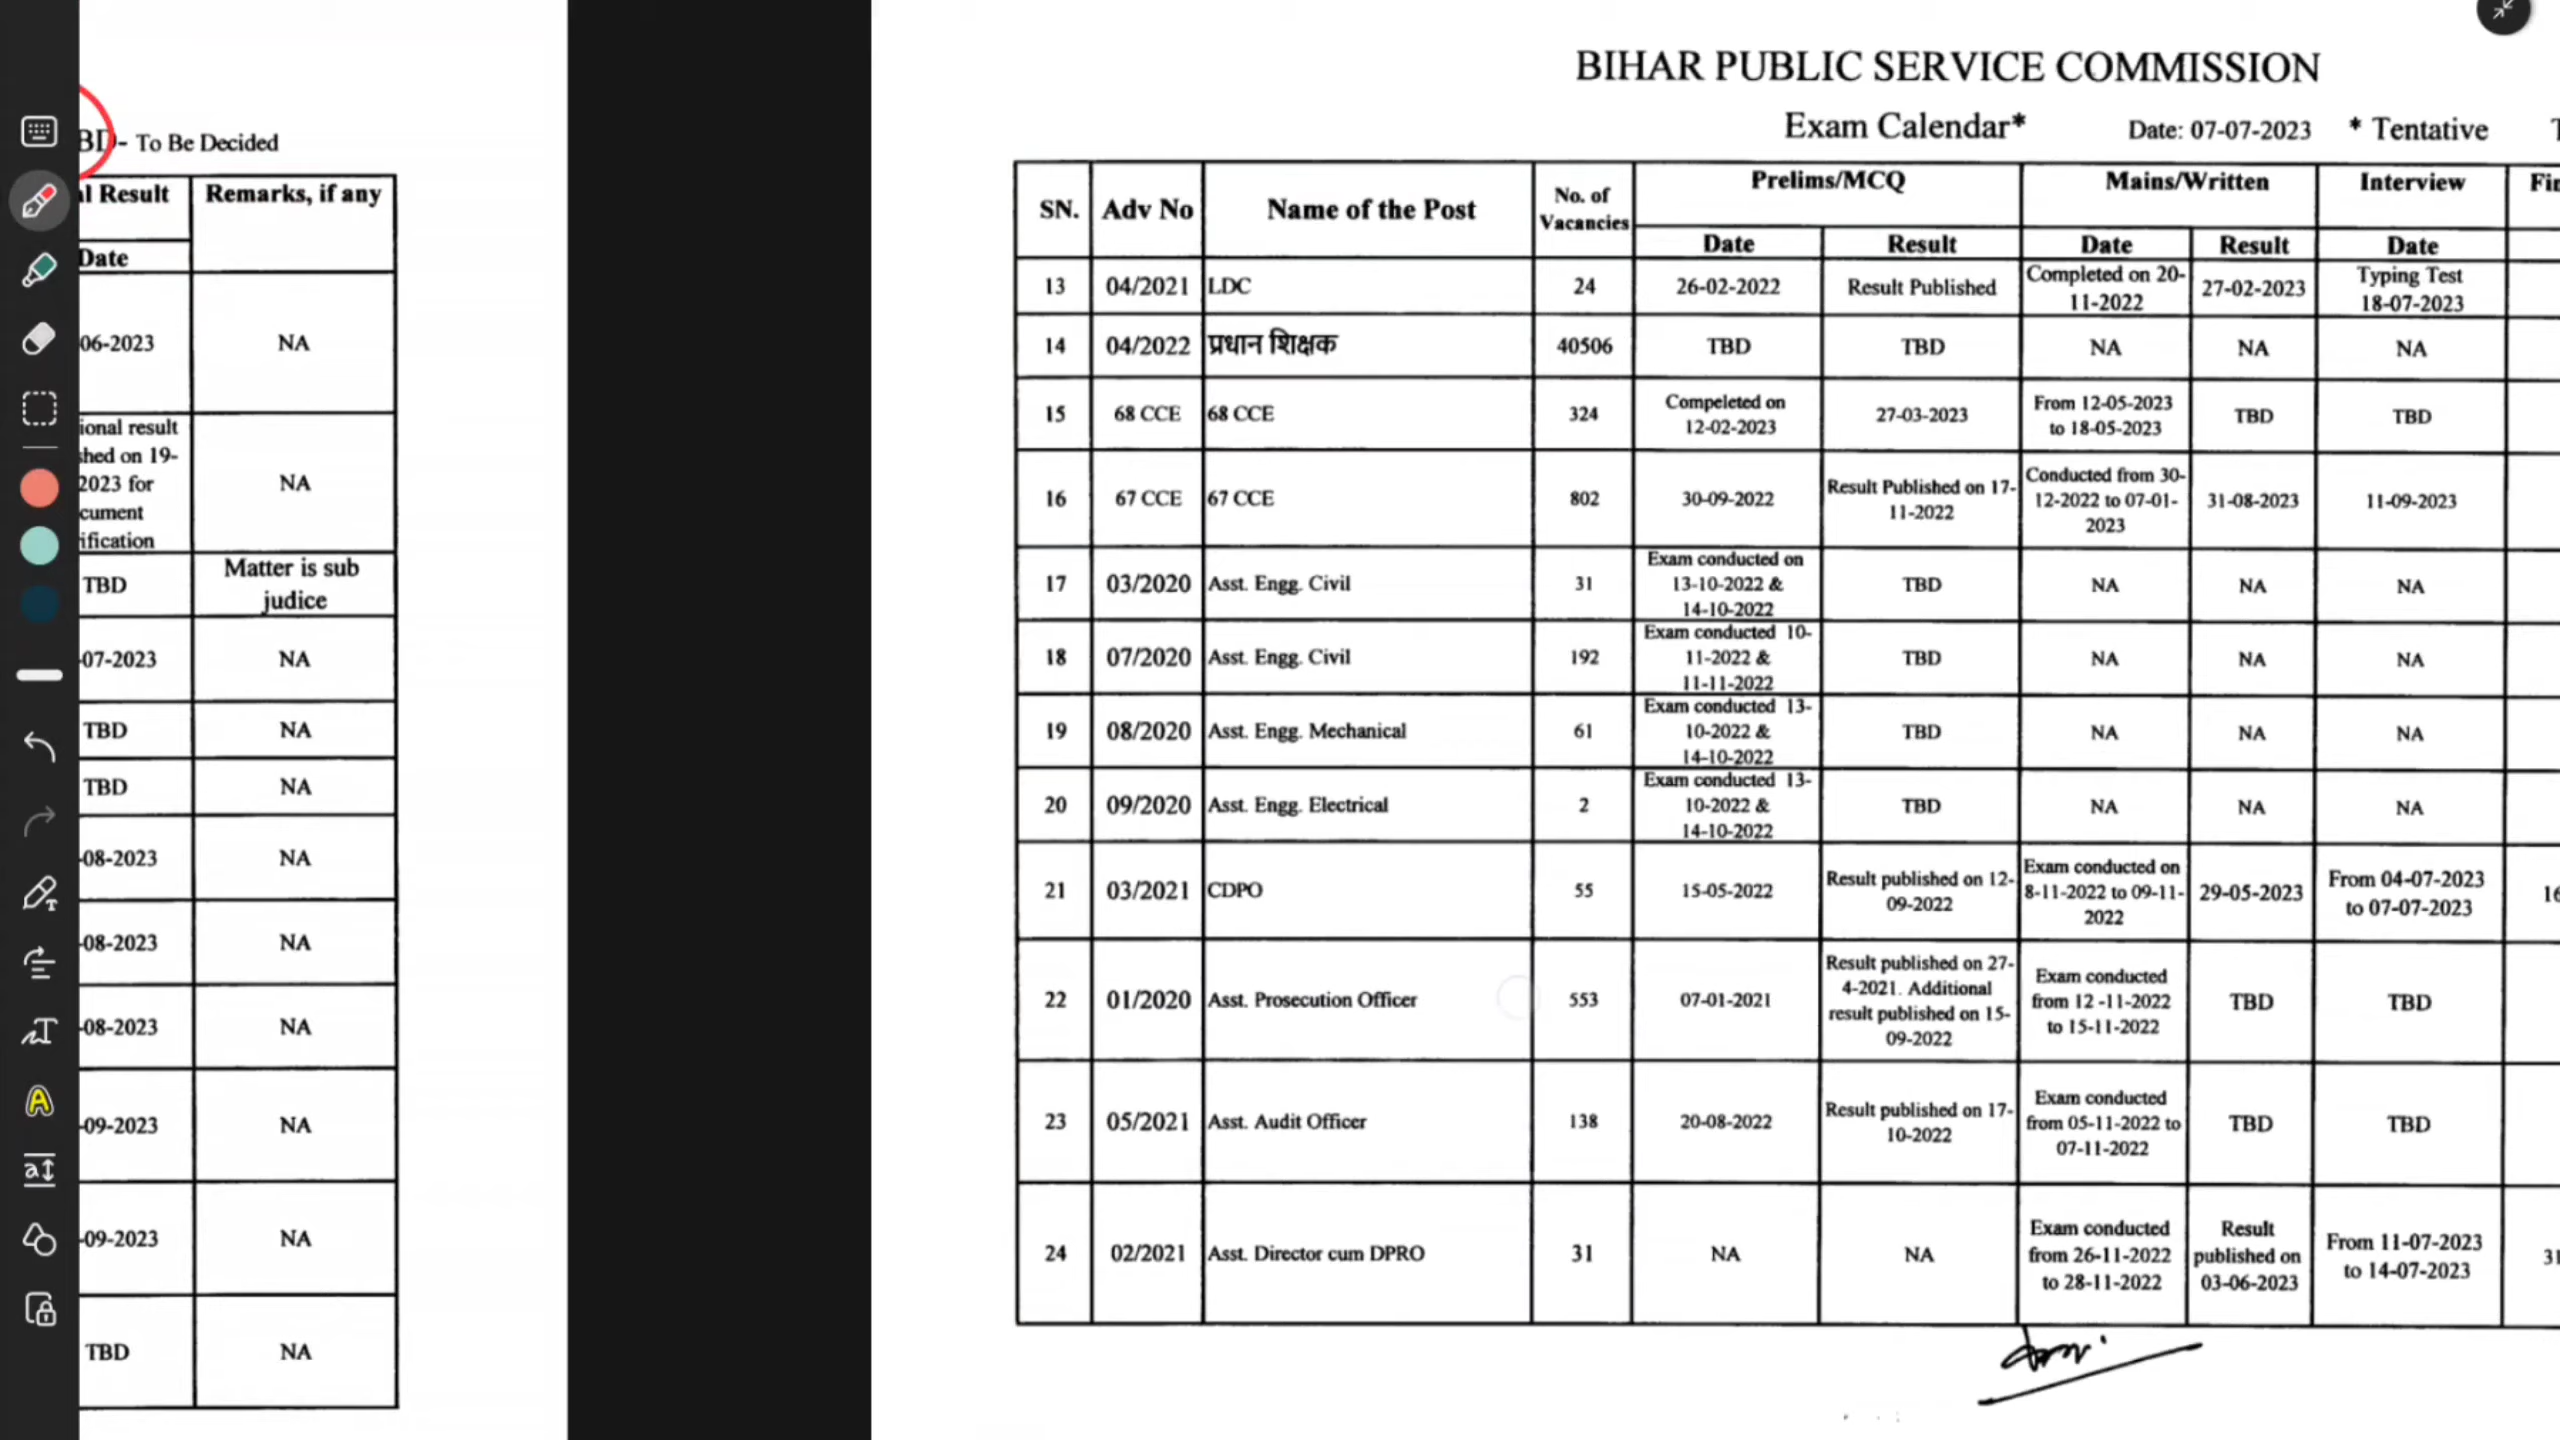 BD- To Be Decided
l Result
Remarks, if any
Date
06-2023
NA
ional result
hed on 19-
2023 for
cument
ification
NA
TBD
Matter is sub
judice
-07-2023
NA
TBD
NA
TBD
NA
-08-2023
NA
-08-2023
NA
-08-2023
NA
-09-2023
NA
-09-2023
NA
TBD
NA
BIHAR PUBLIC SERVICE COMMISSION
Exam Calendar* Date: 07-07-2023 * Tentative
SN.
Adv No
Name of the Post
No. of
Vacancies
Prelims/MCQ
Mains/Written
Interview
Fin
Date
Result
Date
Result
Date
13
04/2021
LDC
24
26-02-2022
Result Published
Completed on 20-
11-2022
27-02-2023
Typing Test
18-07-2023
14
04/2022
प्रधान शिक्षक
40506
TBD
TBD
NA
NA
NA
15
68 CCE
68 CCE
324
Compeleted on
12-02-2023
27-03-2023
From 12-05-2023
to 18-05-2023
TBD
TBD
16
67 CCE
67 CCE
802
30-09-2022
Result Published on 17-
11-2022
Conducted from 30-
12-2022 to 07-01-
2023
31-08-2023
11-09-2023
17
03/2020
Asst. Engg. Civil
31
Exam conducted on
13-10-2022 &
14-10-2022
TBD
NA
NA
NA
18
07/2020
Asst. Engg. Civil
192
Exam conducted 10-
11-2022 &
11-11-2022
TBD
NA
NA
NA
19
08/2020
Asst. Engg. Mechanical
61
Exam conducted 13-
10-2022 &
14-10-2022
TBD
NA
NA
NA
20
09/2020
Asst. Engg. Electrical
2
Exam conducted 13-
10-2022 &
14-10-2022
TBD
NA
NA
NA
21
03/2021
CDPO
55
15-05-2022
Result published on 12-
09-2022
Exam conducted on
8-11-2022 to 09-11-
2022
29-05-2023
From 04-07-2023
to 07-07-2023
16
22
01/2020
Asst. Prosecution Officer
553
07-01-2021
Result published on 27-
4-2021. Additional
result published on 15-
09-2022
Exam conducted
from 12 -11-2022
to 15-11-2022
TBD
TBD
23
05/2021
Asst. Audit Officer
138
20-08-2022
Result published on 17-
10-2022
Exam conducted
from 05-11-2022 to
07-11-2022
TBD
TBD
24
02/2021
Asst. Director cum DPRO
31
NA
NA
Exam conducted
from 26-11-2022
to 28-11-2022
Result
published on
03-06-2023
From 11-07-2023
to 14-07-2023
31